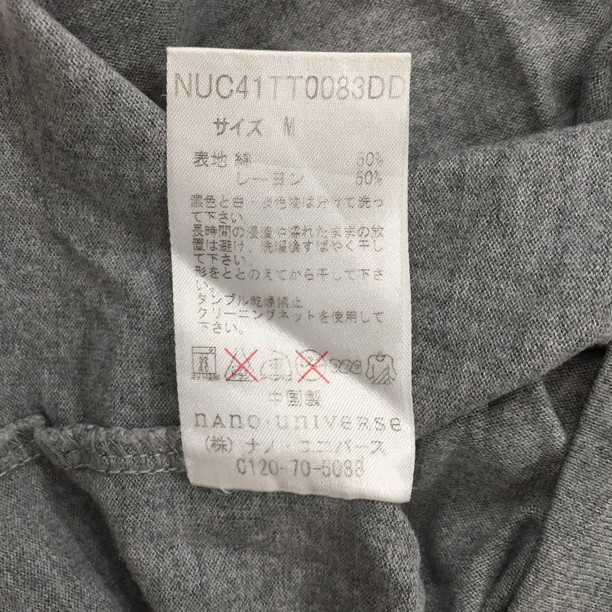 NUC41TT0083DD
サイズ M
表地 綿 50%
レーヨン 50%
濃色と白・淡色物は分けて洗っ
て下さい。
長時間の浸漬や濡れたままの放
置は避け、洗濯後すばやく干し
て下さい。
形をととのえてから干して下さ
い。
タンブル乾燥禁止
クリーニングネットを使用して
下さい。
中国製
nano・universe
(株) ナノ・ユニバース
0120-70-5088